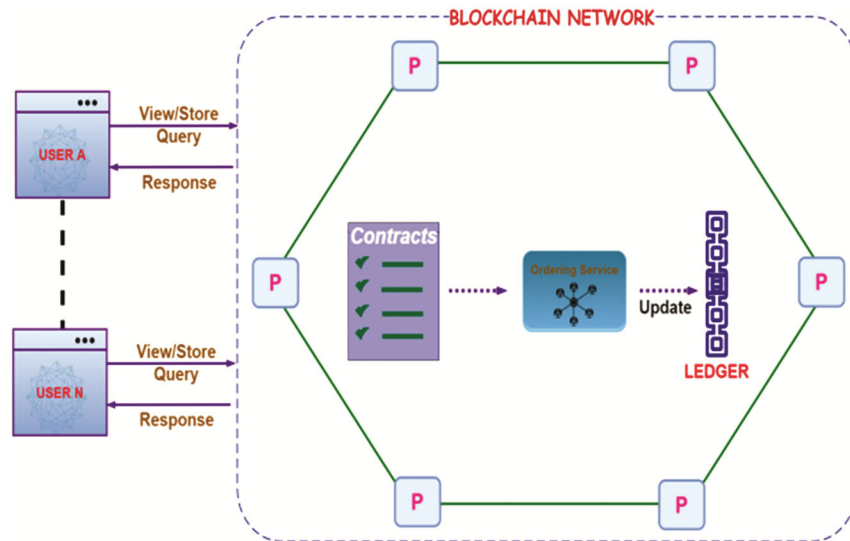 BLOCKCHAIN NETWORK
P
P
USER A
View/Store
Query
Response
Contracts
Ordering Service
P
P
Update
LEDGER
USER N
View/Store
Query
Response
P
P